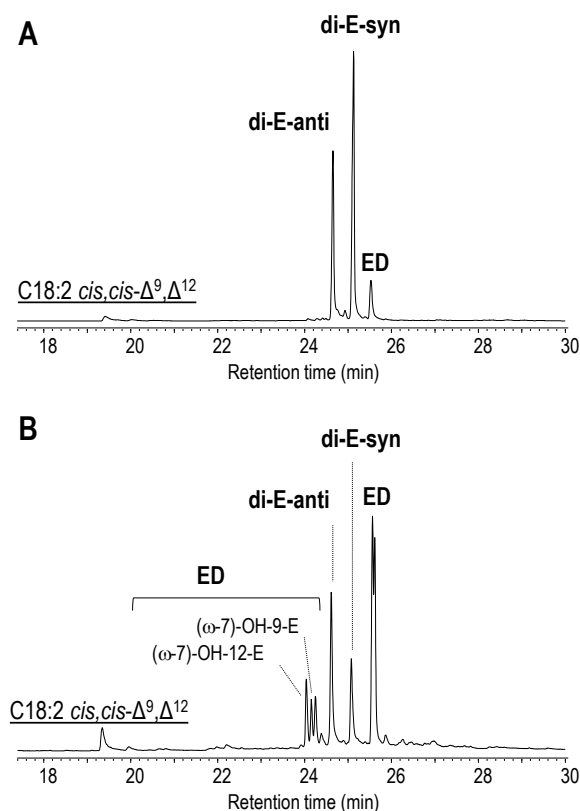 A
di-E-syn
di-E-anti
ED
C18:2 cis,cis-Δ⁹,Δ¹²
18 20 22 24 26 28 30
Retention time (min)
B
di-E-syn
di-E-anti
ED
ED
(ω-7)-OH-9-E
(ω-7)-OH-12-E
C18:2 cis,cis-Δ⁹,Δ¹²
18 20 22 24 26 28 30
Retention time (min)